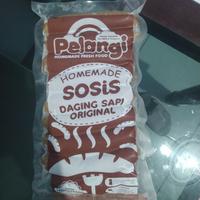 Pelangi
HOMEMADE FRESH FOOD
HOMEMADE
SOSIS
DAGING SAPI
ORIGINAL